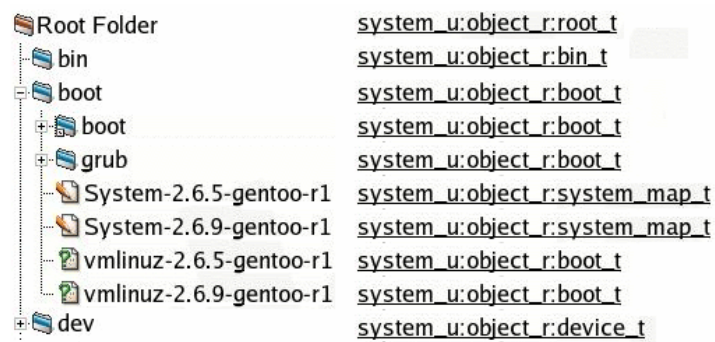 Root Folder system_u:object_r:root_t
bin system_u:object_r:bin_t
boot system_u:object_r:boot_t
boot system_u:object_r:boot_t
grub system_u:object_r:boot_t
System-2.6.5-gentoo-r1 system_u:object_r:system_map_t
System-2.6.9-gentoo-r1 system_u:object_r:system_map_t
vmlinuz-2.6.5-gentoo-r1 system_u:object_r:boot_t
vmlinuz-2.6.9-gentoo-r1 system_u:object_r:boot_t
dev system_u:object_r:device_t